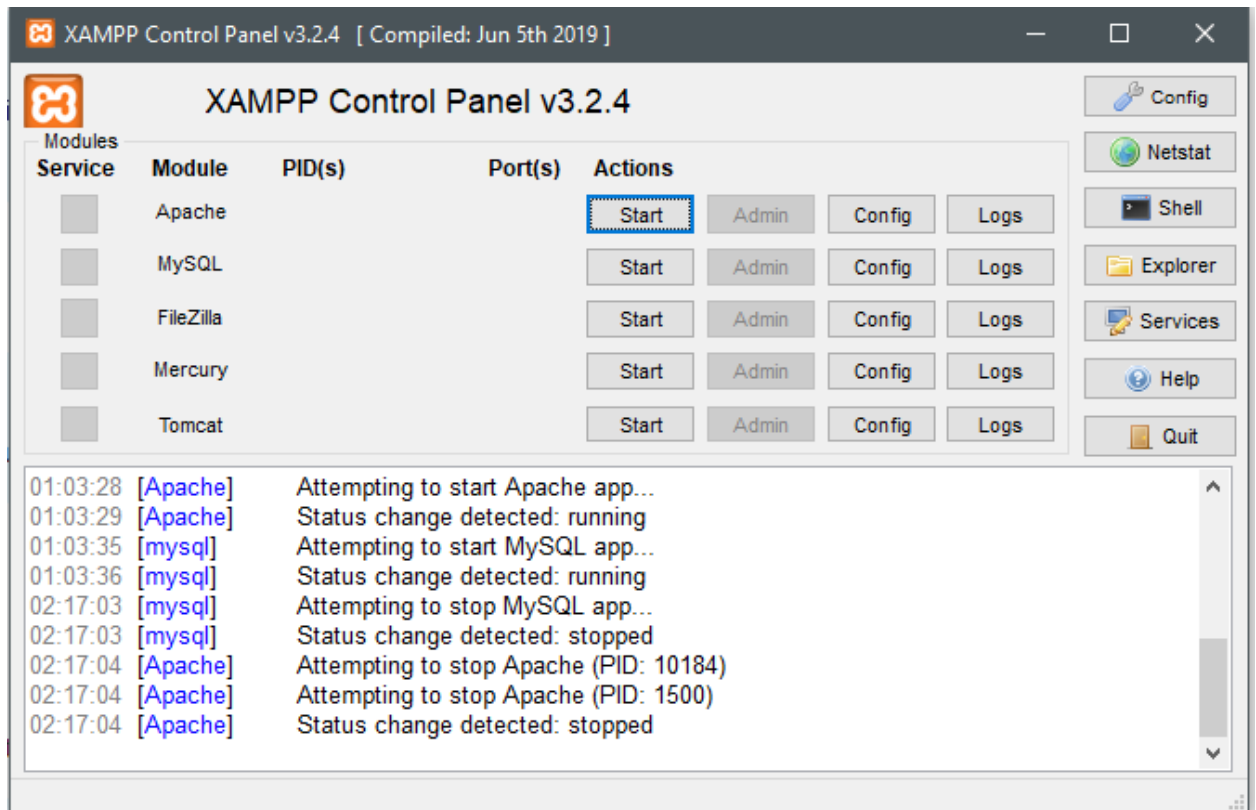 XAMPP Control Panel v3.2.4 [ Compiled: Jun 5th 2019 ]
XAMPP Control Panel v3.2.4
Config
Modules
Netstat
Service Module PID(s) Port(s) Actions
Shell
Apache Start Admin Config Logs
MySQL Start Admin Config Logs
Explorer
FileZilla Start Admin Config Logs
Services
Mercury Start Admin Config Logs
Help
Tomcat Start Admin Config Logs
Quit
01:03:28 [Apache] Attempting to start Apache app...
01:03:29 [Apache] Status change detected: running
01:03:35 [mysql] Attempting to start MySQL app...
01:03:36 [mysql] Status change detected: running
02:17:03 [mysql] Attempting to stop MySQL app...
02:17:03 [mysql] Status change detected: stopped
02:17:04 [Apache] Attempting to stop Apache (PID: 10184)
02:17:04 [Apache] Attempting to stop Apache (PID: 1500)
02:17:04 [Apache] Status change detected: stopped